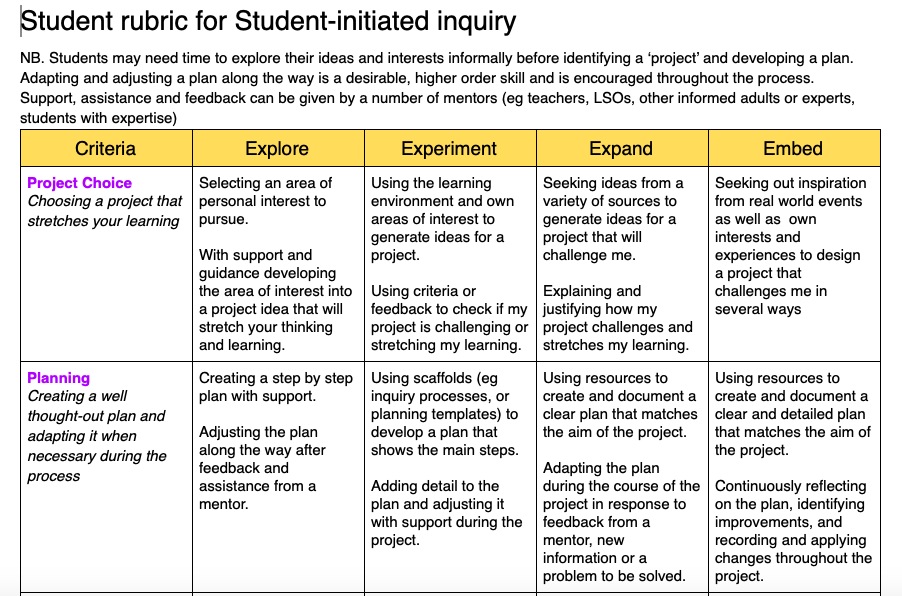 Student rubric for Student-initiated inquiry
NB. Students may need time to explore their ideas and interests informally before identifying a ‘project’ and developing a plan.
Adapting and adjusting a plan along the way is a desirable, higher order skill and is encouraged throughout the process.
Support, assistance and feedback can be given by a number of mentors (eg teachers, LSOs, other informed adults or experts,
students with expertise)
Criteria
Explore
Experiment
Expand
Embed
Project Choice
Choosing a project that
stretches your learning
Selecting an area of
personal interest to
pursue.
With support and
guidance developing
the area of interest into
a project idea that will
stretch your thinking
and learning.
Using the learning
environment and own
areas of interest to
generate ideas for a
project.
Using criteria or
feedback to check if my
project is challenging or
stretching my learning.
Seeking ideas from a
variety of sources to
generate ideas for a
project that will
challenge me.
Explaining and
justifying how my
project challenges and
stretches my learning.
Seeking out inspiration
from real world events
as well as own
interests and
experiences to design
a project that
challenges me in
several ways
Planning
Creating a well
thought-out plan and
adapting it when
necessary during the
process
Creating a step by step
plan with support.
Adjusting the plan
along the way after
feedback and
assistance from a
mentor.
Using scaffolds (eg
inquiry processes, or
planning templates) to
develop a plan that
shows the main steps.
Adding detail to the
plan and adjusting it
with support during the
project.
Using resources to
create and document a
clear plan that matches
the aim of the project.
Adapting the plan
during the course of the
project in response to
feedback from a
mentor, new
information or a
problem to be solved.
Using resources to
create and document a
clear and detailed plan
that matches the aim of
the project.
Continuously reflecting
on the plan, identifying
improvements, and
recording and applying
changes throughout the
project.